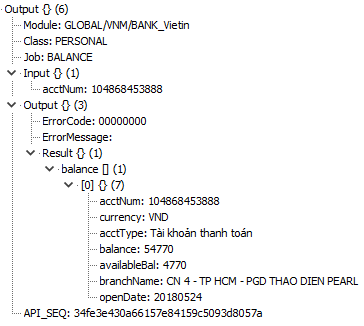 Output {} (6)
Module: GLOBAL/VNM/BANK_Vietin
Class: PERSONAL
Job: BALANCE
Input {} (1)
acctNum: 104868453888
Output {} (3)
ErrorCode: 00000000
ErrorMessage:
Result {} (1)
balance [] (1)
[0] {} (7)
acctNum: 104868453888
currency: VND
acctType: Tài khoản thanh toán
balance: 54770
availableBal: 4770
branchName: CN 4 - TP HCM - PGD THAO DIEN PEARL
openDate: 20180524
API_SEQ: 34fe3e430a66157e84159c5093d8057a